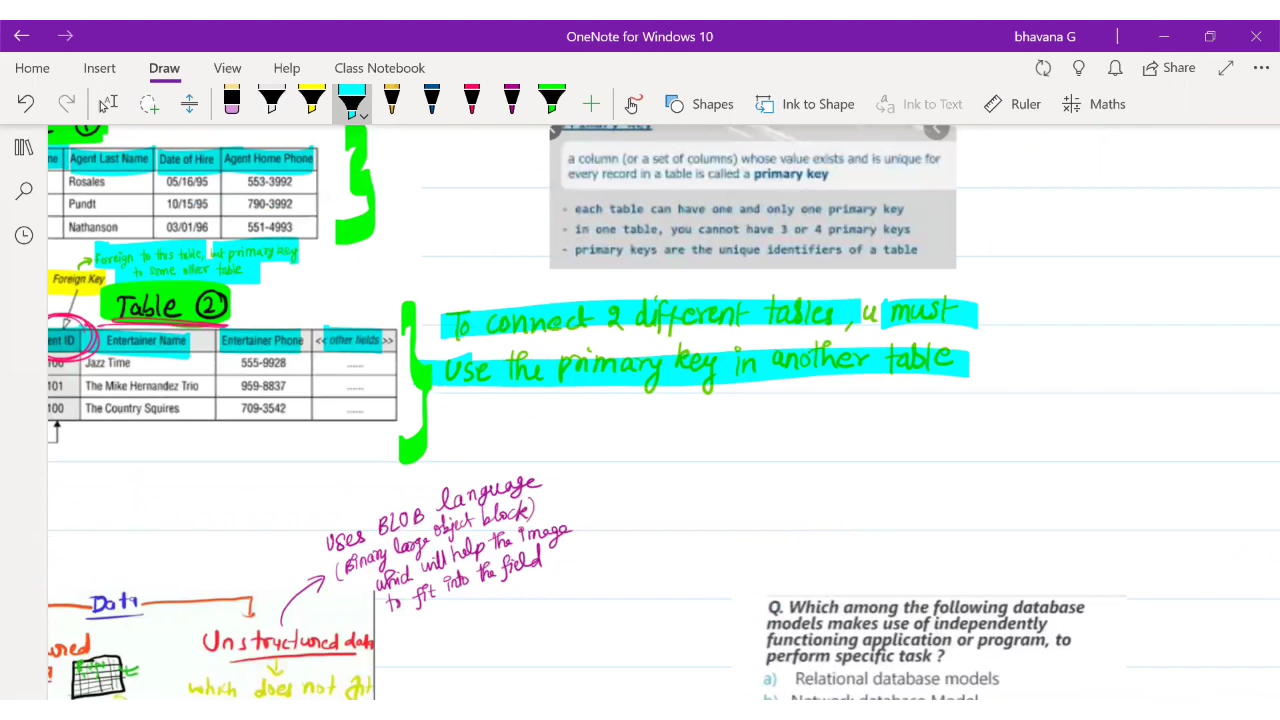 OneNote for Windows 10
bhavana G
Home
Insert
Draw
View
Help
Class Notebook
Share
Shapes
Ink to Shape
Ink to Text
Ruler
Maths
Agent Last Name Date of Hire Agent Home Phone
Rosales 05/16/95 553-3992
Pundt 10/15/95 790-3992
Nathanson 03/01/96 551-4993
Foreign to this table, but primary key
to some other table
Foreign Key
Table ②
ent ID Entertainer Name Entertainer Phone << other fields >>
100 Jazz Time 555-9928 ......
101 The Mike Hernandez Trio 959-8837 ......
100 The Country Squires 709-3542 ......
Primary Key
a column (or a set of columns) whose value exists and is unique for
every record in a table is called a primary key
- each table can have one and only one primary key
- in one table, you cannot have 3 or 4 primary keys
- primary keys are the unique identifiers of a table
To connect 2 different tables, u must
Use the primary key in another table
Uses BLOB language
(Binary large object block)
which will help the image
to fit into the field
Data
ured
Unstructured data
which does not fit
Q. Which among the following database
models makes use of independently
functioning application or program, to
perform specific task ?
a) Relational database models
b) Network database Model